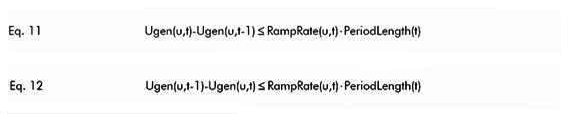 Eq. 11 Ugen(u,t)-Ugen(u,t-1) ≤ RampRate(u,t)·PeriodLength(t)
Eq. 12 Ugen(u,t-1)-Ugen(u,t) ≤ RampRate(u,t)·PeriodLength(t)